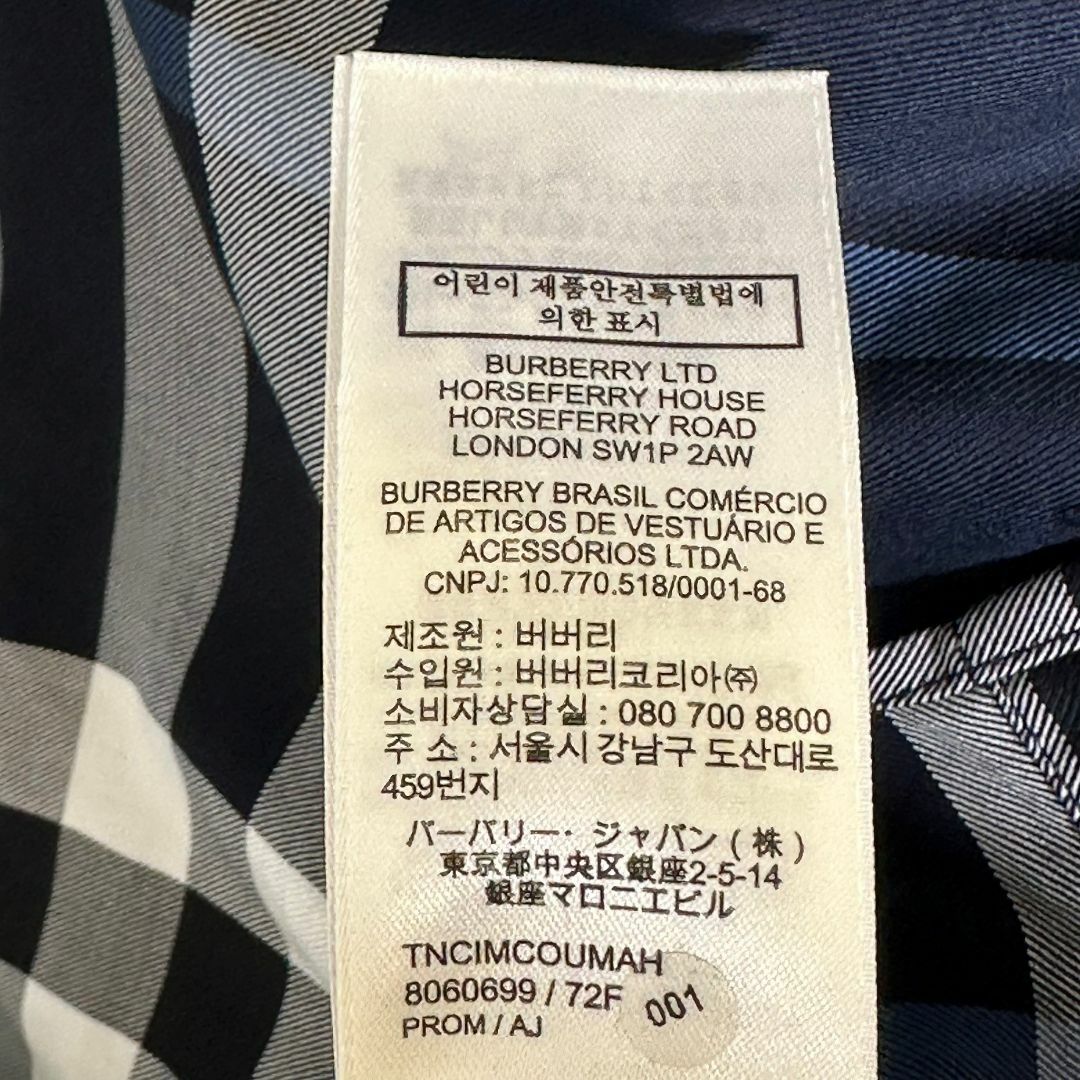 어린이 제품안전특별법에
의한 표시
BURBERRY LTD
HORSEFERRY HOUSE
HORSEFERRY ROAD
LONDON SW1P 2AW
BURBERRY BRASIL COMÉRCIO
DE ARTIGOS DE VESTUÁRIO E
ACESSÓRIOS LTDA.
CNPJ: 10.770.518/0001-68
제조원 : 버버리
수입원 : 버버리코리아㈜
소비자상담실 : 080 700 8800
주 소 : 서울시 강남구 도산대로
459번지
バーバリー・ジャパン(株)
東京都中央区銀座2-5-14
銀座マロニエビル
TNCIMCOUMAH
8060699 / 72F
001
PROM / AJ